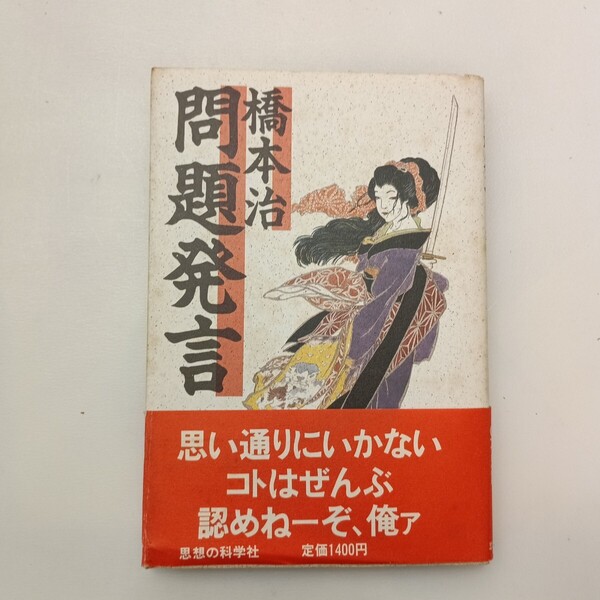 橋本治
問題発言
思い通りにいかない
コトはぜんぶ
認めねーぞ、俺ア
思想の科学社 定価1400円